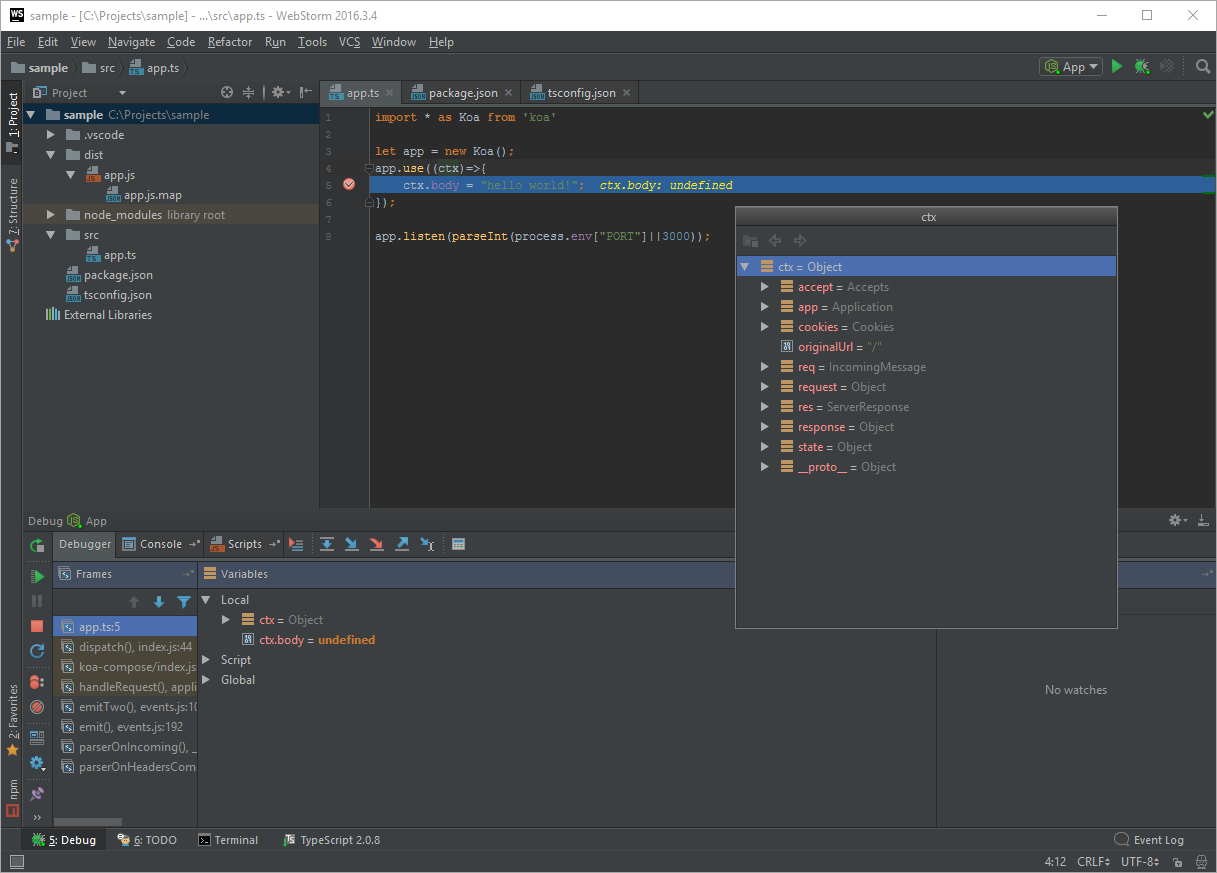 WS sample - [C:\Projects\sample] - ...\src\app.ts - WebStorm 2016.3.4
File Edit View Navigate Code Refactor Run Tools VCS Window Help
sample src app.ts App
1: Project
7: Structure
2: Favorites
npm
Project
sample C:\Projects\sample
.vscode
dist
app.js
app.js.map
node_modules library root
src
app.ts
package.json
tsconfig.json
External Libraries
app.ts package.json tsconfig.json
1 import * as Koa from 'koa'
2
3 let app = new Koa();
4 app.use((ctx)=>{
5 ctx.body = "hello world!"; ctx.body: undefined
6 });
7
8 app.listen(parseInt(process.env["PORT"]||3000));
ctx
ctx = Object
accept = Accepts
app = Application
cookies = Cookies
originalUrl = "/"
req = IncomingMessage
request = Object
res = ServerResponse
response = Object
state = Object
__proto__ = Object
Debug App
Debugger Console Scripts
Frames
app.ts:5
dispatch(), index.js:44
koa-compose/index.js
handleRequest(), appli
emitTwo(), events.js:10
emit(), events.js:192
parserOnIncoming(), _
parserOnHeadersCom
Variables
Local
ctx = Object
ctx.body = undefined
Script
Global
No watches
5: Debug 6: TODO Terminal TypeScript 2.0.8 Event Log
4:12 CRLF UTF-8